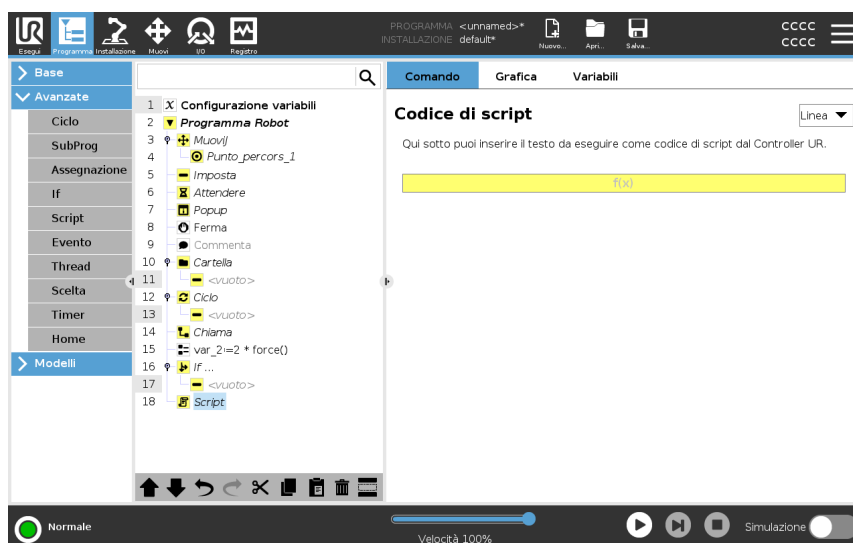 UR
PROGRAMMA <unnamed>*
INSTALLAZIONE default*
Esegui Programma Installazione Muovi I/O Registro
Nuovo... Apri... Salva...
CCCC
CCCC
Base
Avanzate
Ciclo
SubProg
Assegnazione
If
Script
Evento
Thread
Scelta
Timer
Home
Modelli
1 X Configurazione variabili
2 Programma Robot
3 MuoviJ
4 Punto_percors_1
5 Imposta
6 Attendere
7 Popup
8 Ferma
9 Commenta
10 Cartella
11 <vuoto>
12 Ciclo
13 <vuoto>
14 Chiama
15 var_2≔2 * force()
16 If ...
17 <vuoto>
18 Script
Comando Grafica Variabili
Codice di script
Linea
Qui sotto puoi inserire il testo da eseguire come codice di script dal Controller UR.
f(x)
Normale
Velocità 100%
Simulazione